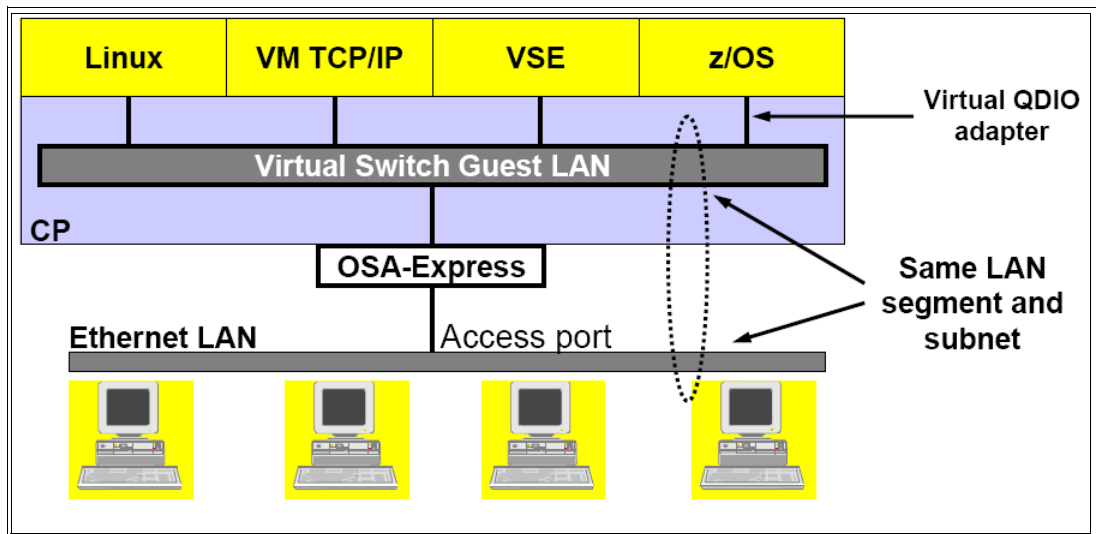 Linux
VM TCP/IP
VSE
z/OS
Virtual QDIO
adapter
Virtual Switch Guest LAN
CP
OSA-Express
Same LAN
segment and
subnet
Ethernet LAN
Access port